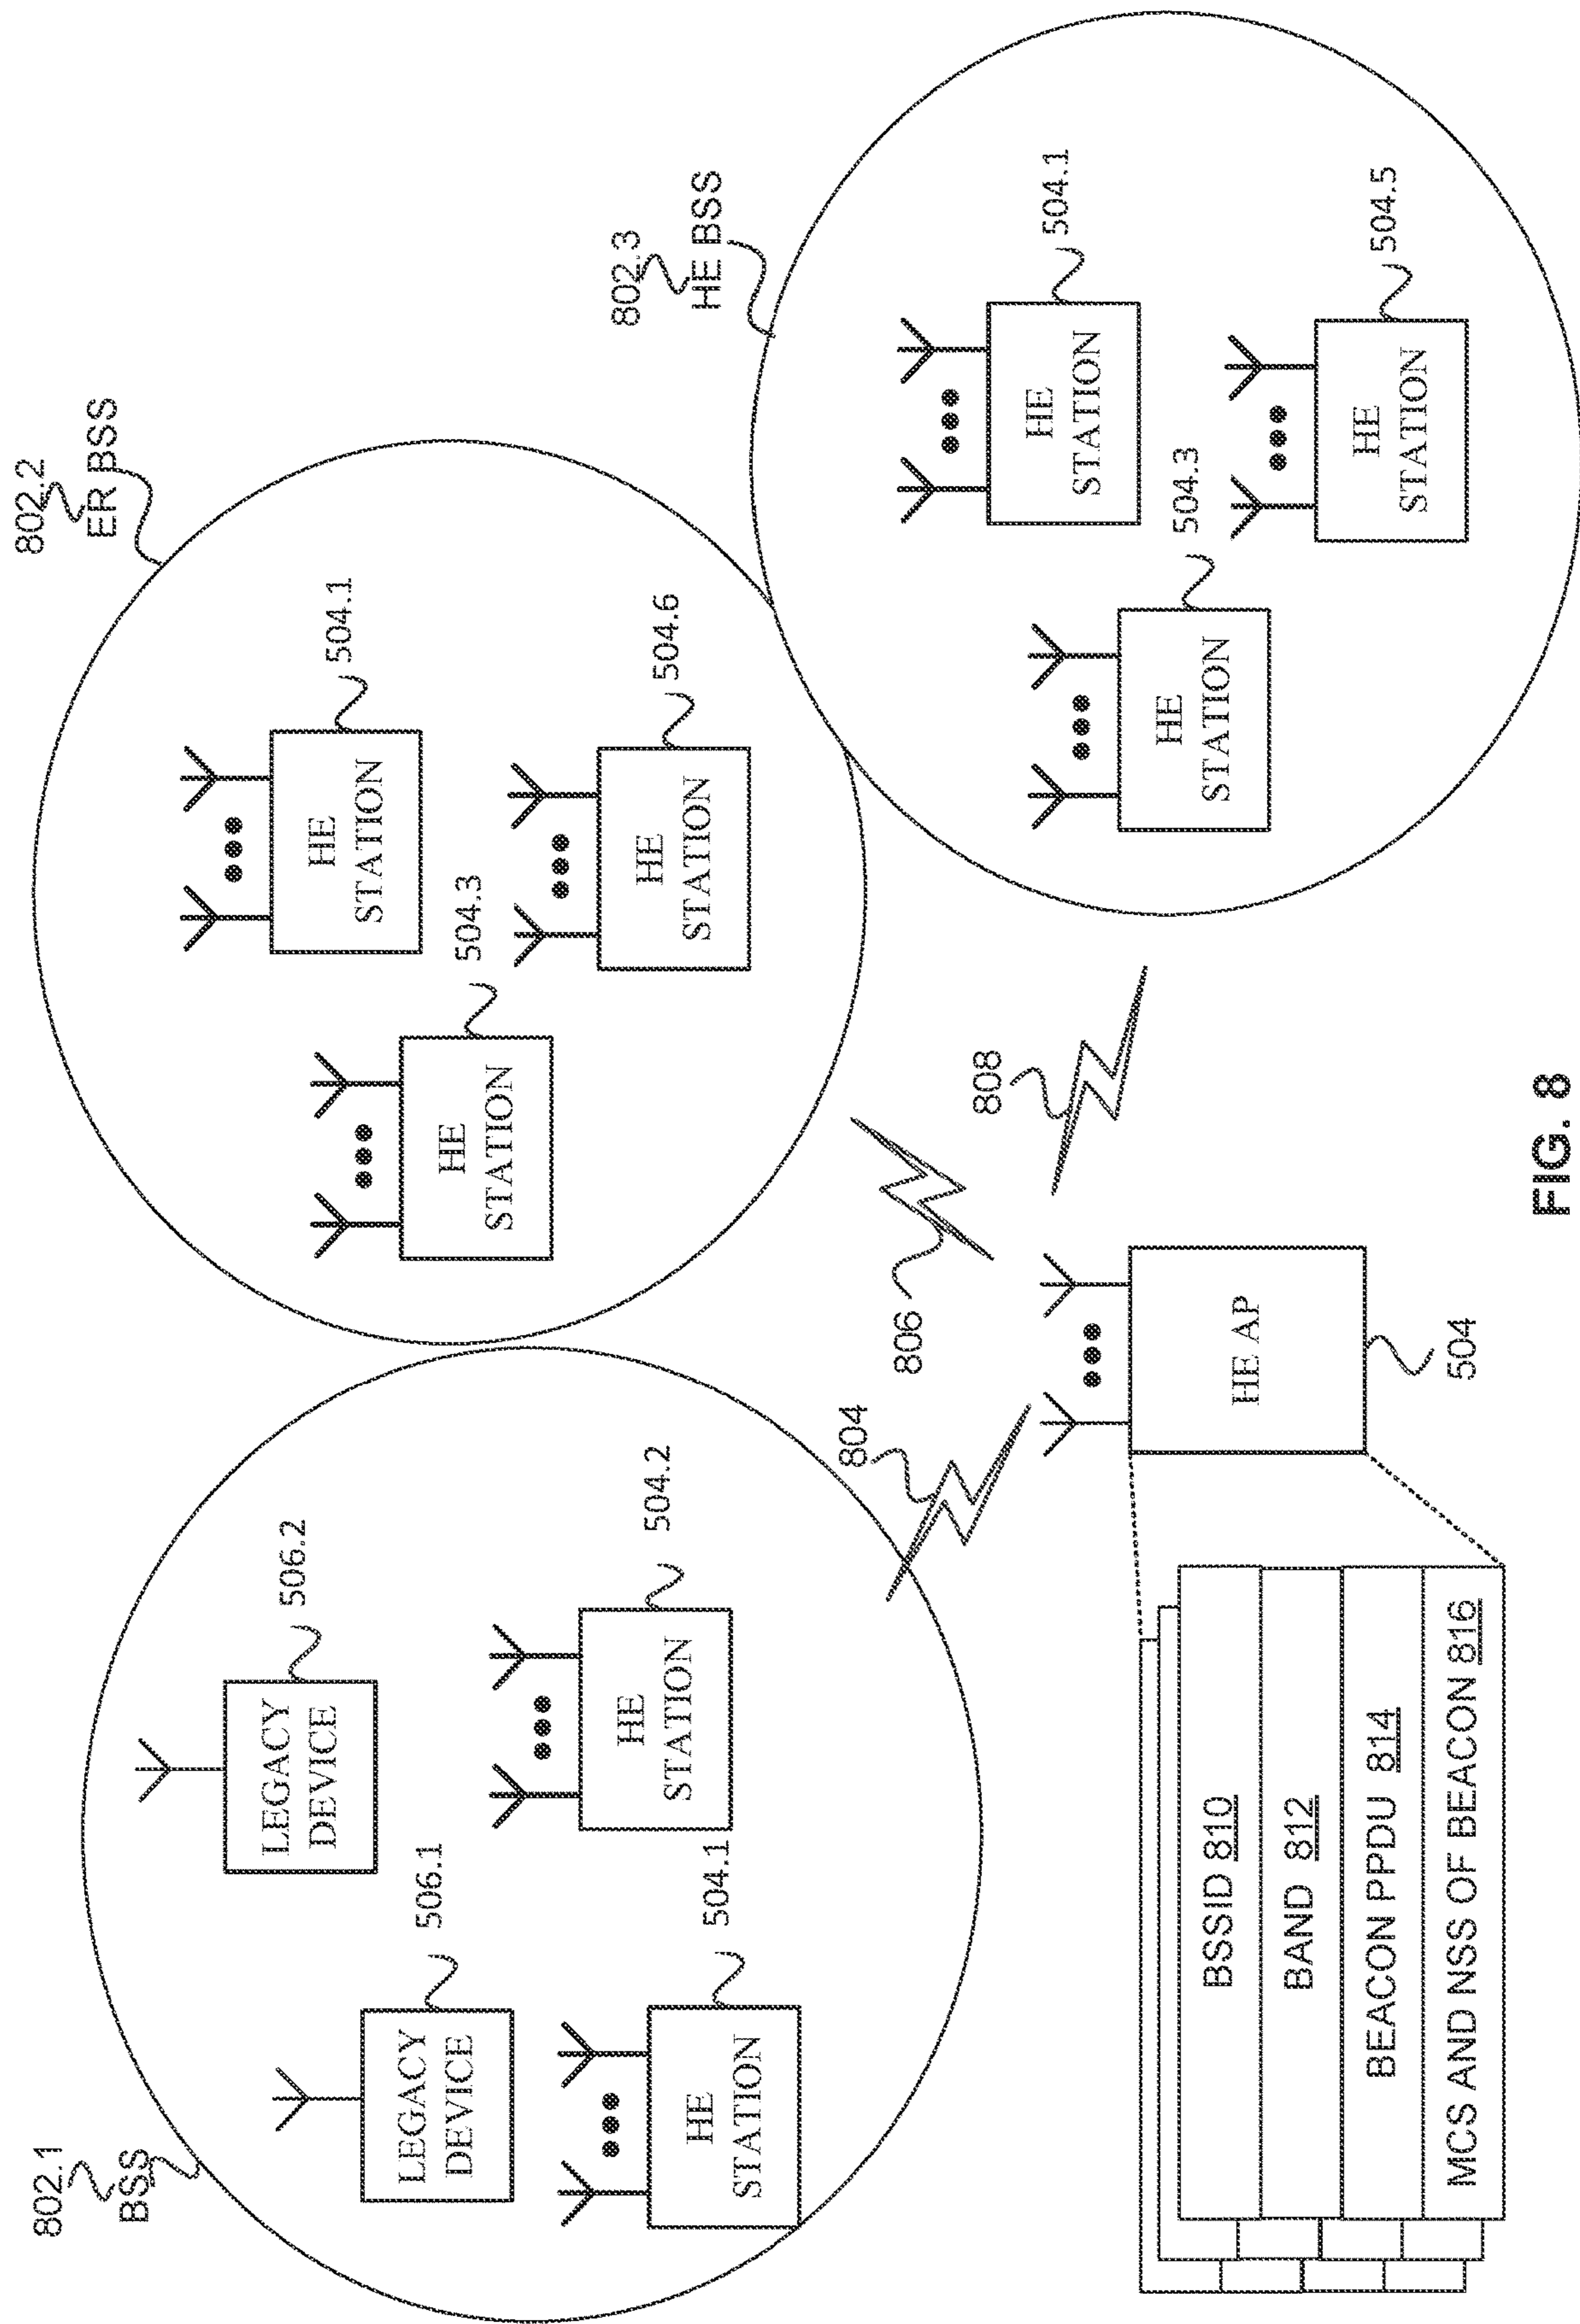 802.1
BSS
LEGACY
DEVICE
506.1
LEGACY
DEVICE
506.2
HE
STATION
504.1
HE
STATION
504.2
802.2
ER BSS
HE
STATION
504.3
HE
STATION
504.1
HE
STATION
504.6
802.3
HE BSS
HE
STATION
504.3
HE
STATION
504.1
HE
STATION
504.5
804
806
808
HE AP
504
BSSID 810
BAND 812
BEACON PPDU 814
MCS AND NSS OF BEACON 816
FIG. 8